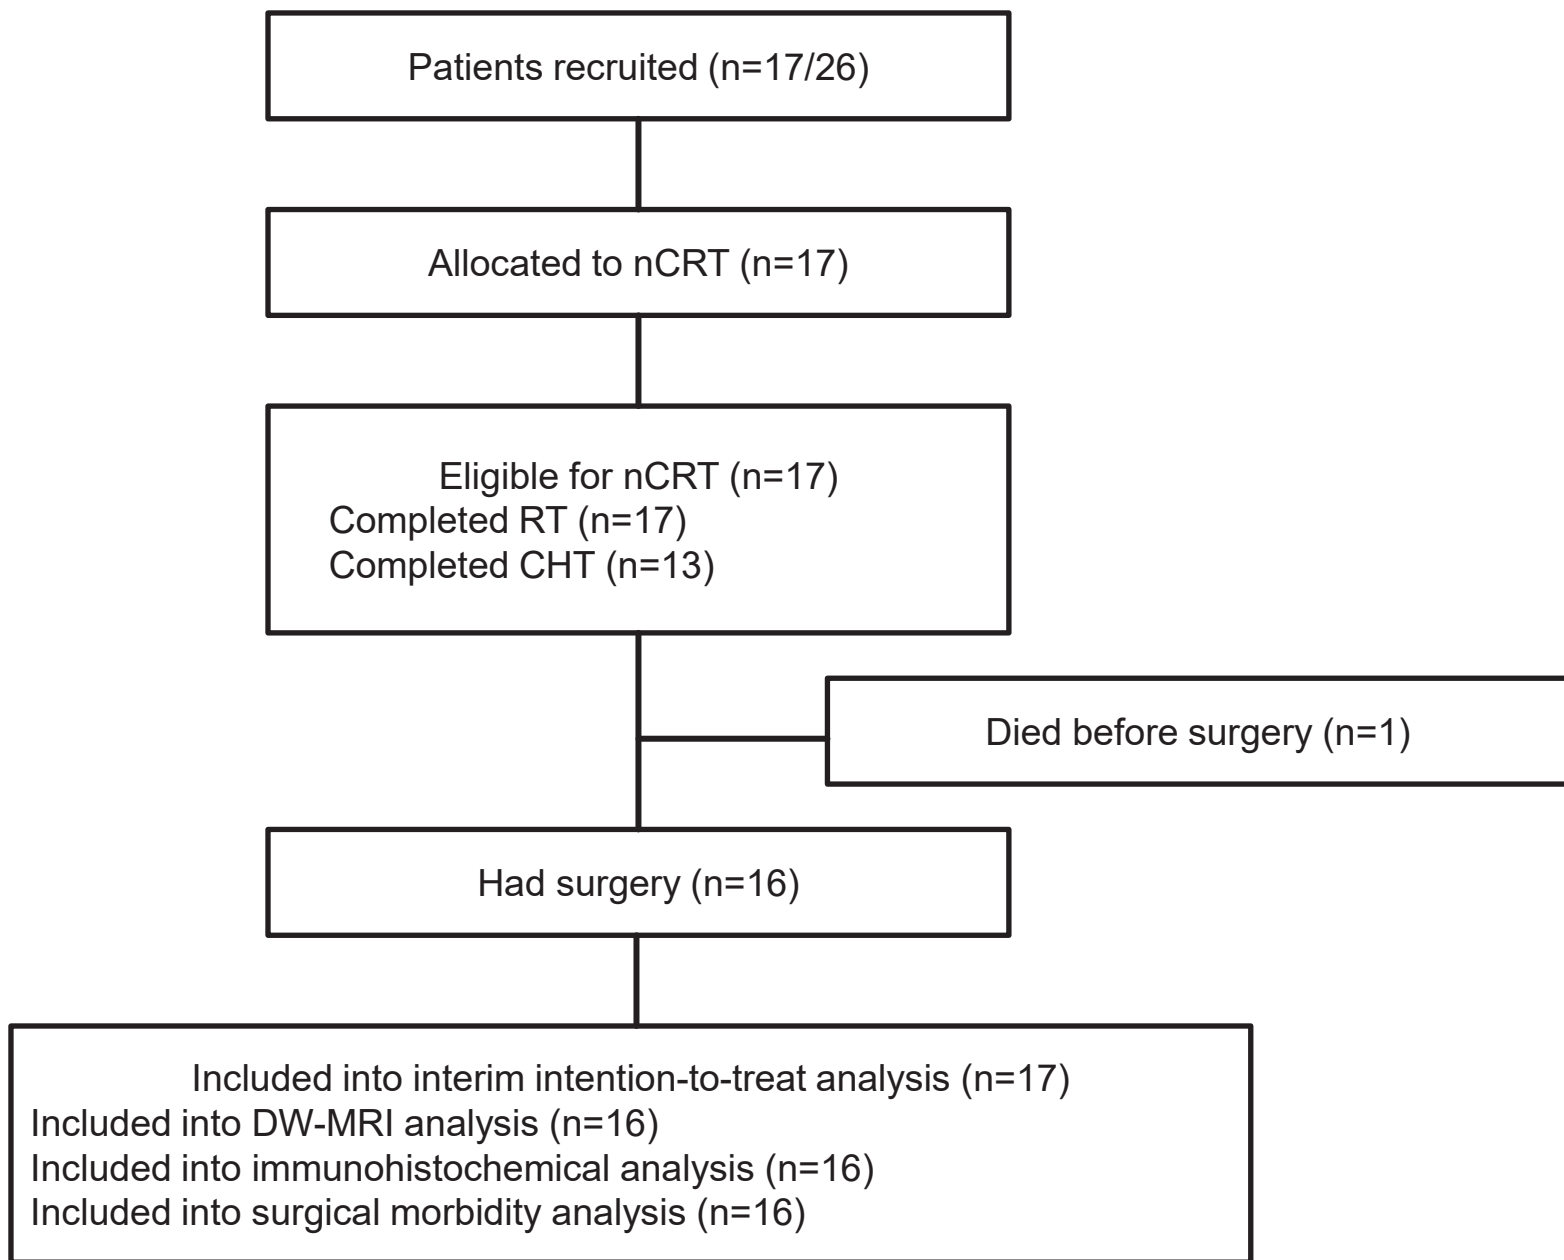 Patients recruited (n=17/26)
Allocated to nCRT (n=17)
Eligible for nCRT (n=17)
Completed RT (n=17)
Completed CHT (n=13)
Died before surgery (n=1)
Had surgery (n=16)
Included into interim intention-to-treat analysis (n=17)
Included into DW-MRI analysis (n=16)
Included into immunohistochemical analysis (n=16)
Included into surgical morbidity analysis (n=16)